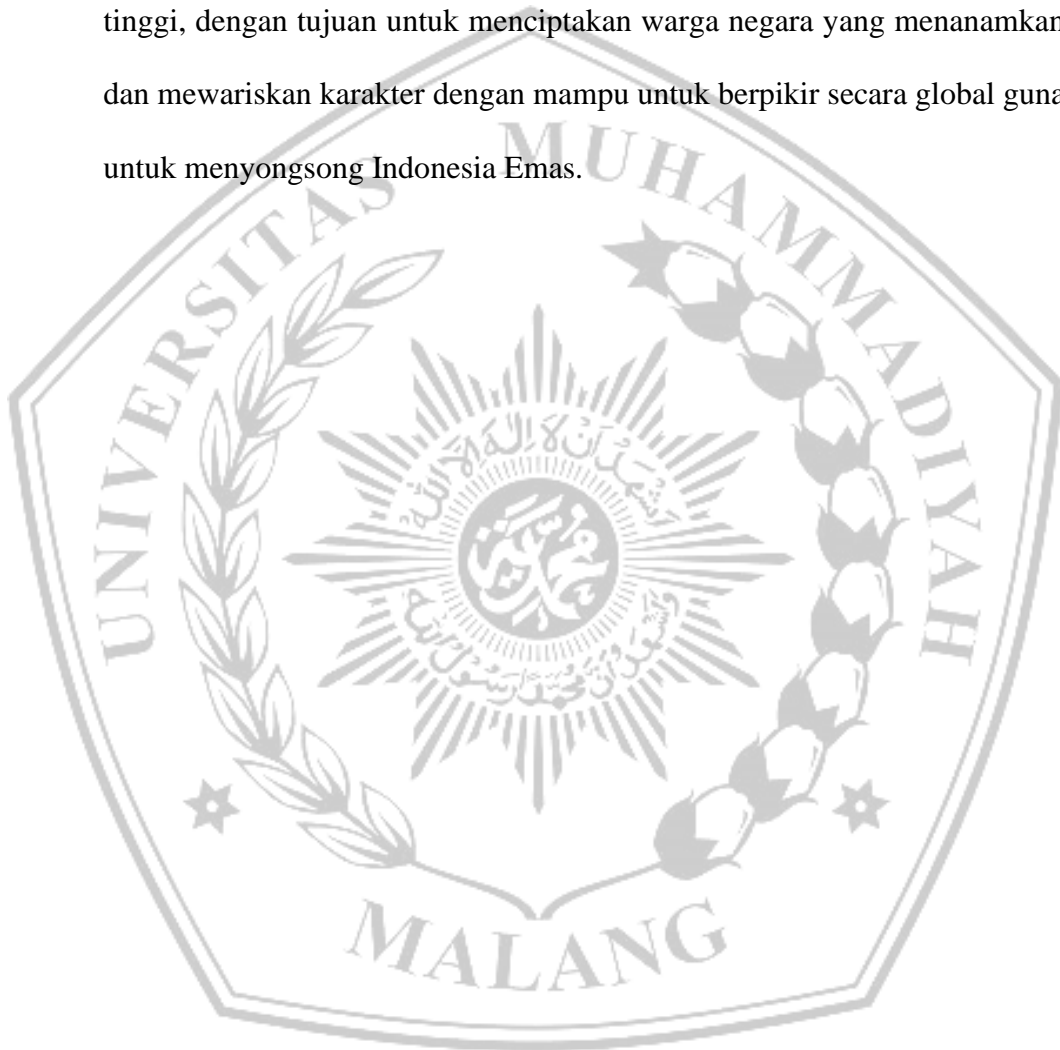 tinggi, dengan tujuan untuk menciptakan warga negara yang menanamkan
dan mewariskan karakter dengan mampu untuk berpikir secara global guna
untuk menyongsong Indonesia Emas.
UNIVERSITAS MUHAMMADIYAH
MALANG